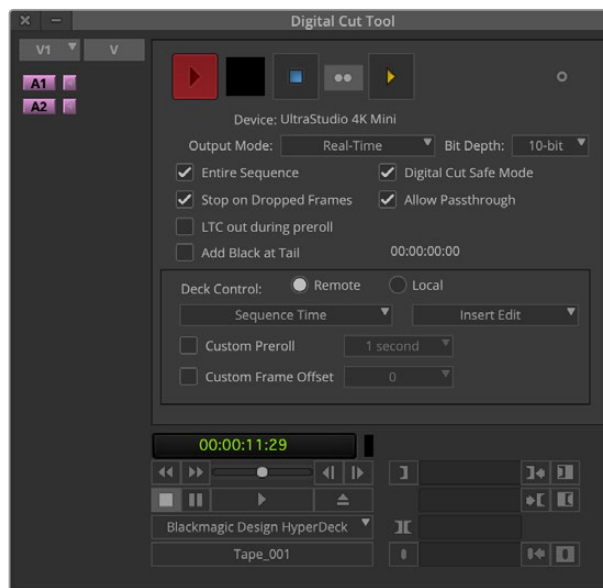 Digital Cut Tool
V1 V
A1
A2
Device: UltraStudio 4K Mini
Output Mode: Real-Time Bit Depth: 10-bit
Entire Sequence Digital Cut Safe Mode
Stop on Dropped Frames Allow Passthrough
LTC out during preroll
Add Black at Tail 00:00:00:00
Deck Control: Remote Local
Sequence Time Insert Edit
Custom Preroll 1 second
Custom Frame Offset 0
00:00:11:29
Blackmagic Design HyperDeck
Tape_001